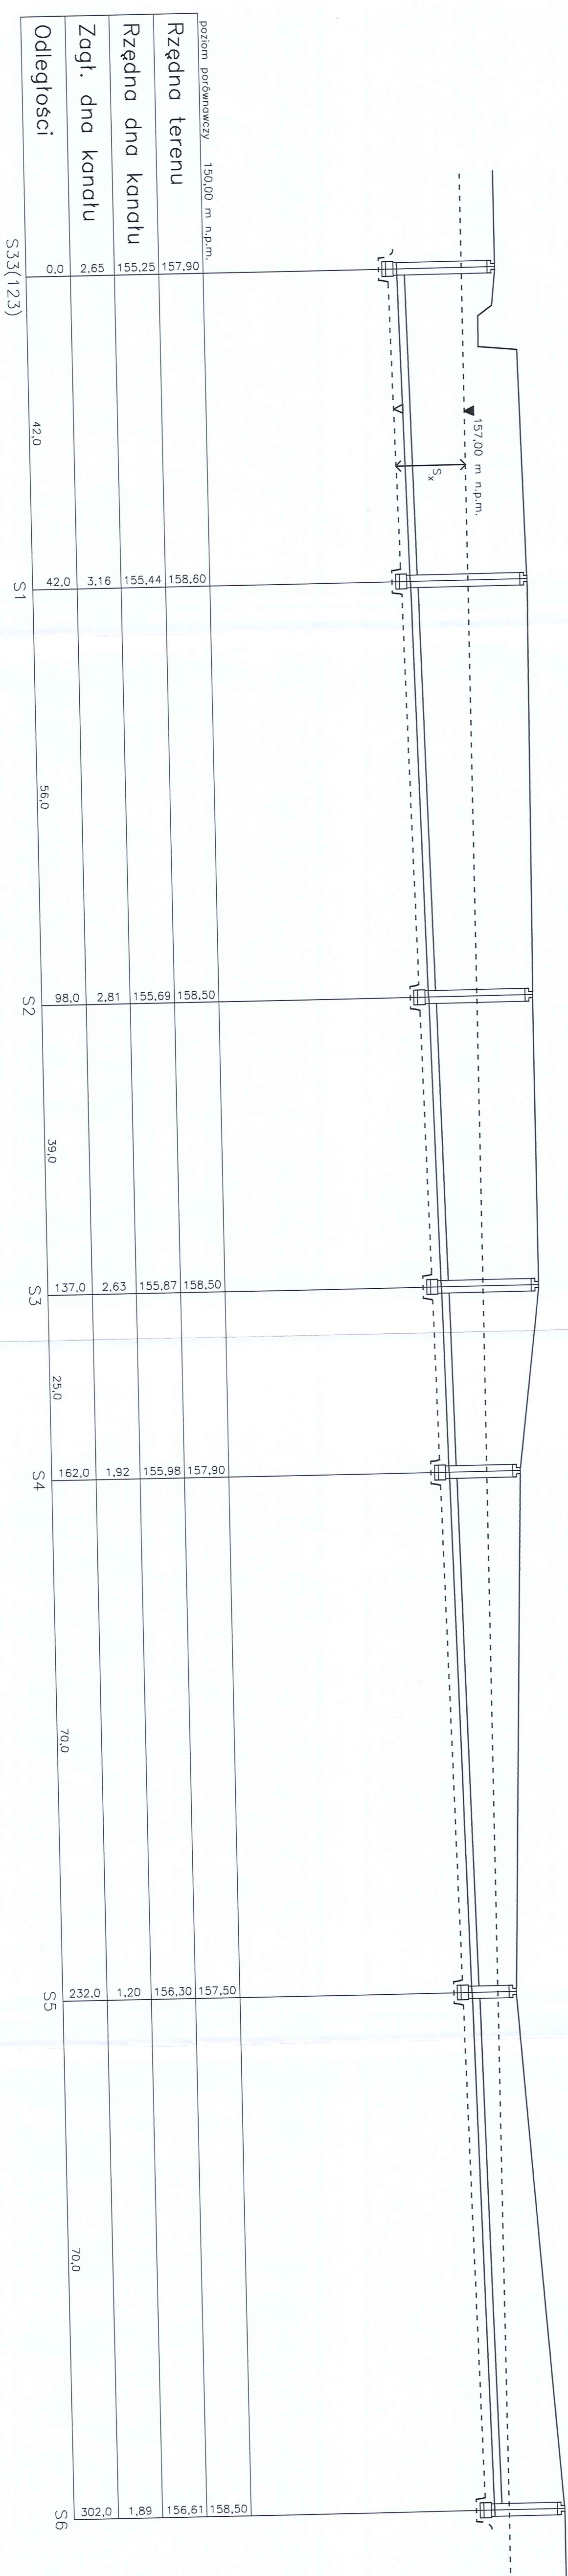 157,00 m n.p.m.
Sx
poziom porównawczy 150,00 m n.p.m.
Rzędna terenu 157,90 158,60 158,50 158,50 157,90 157,50 158,50
Rzędna dna kanału 155,25 155,44 155,69 155,87 155,98 156,30 156,61
Zagł. dna kanału 2,65 3,16 2,81 2,63 1,92 1,20 1,89
Odległości 0,0 42,0 98,0 137,0 162,0 232,0 302,0
42,0 56,0 39,0 25,0 70,0 70,0
S33(123) S1 S2 S3 S4 S5 S6